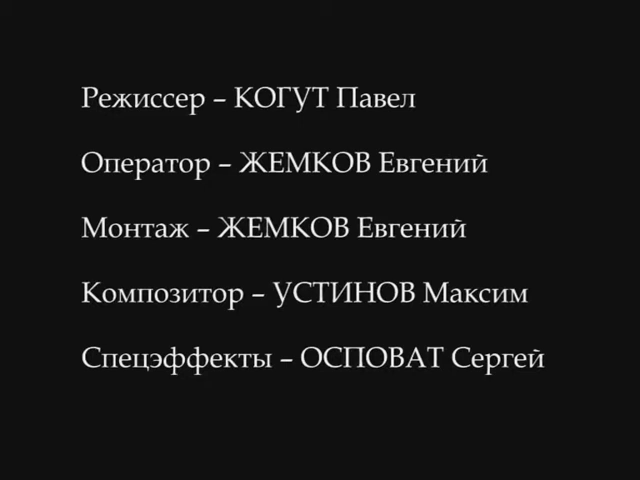 Режиссер – КОГУТ Павел
Оператор – ЖЕМКОВ Евгений
Монтаж – ЖЕМКОВ Евгений
Композитор – УСТИНОВ Максим
Спецэффекты – ОСПОВАТ Сергей